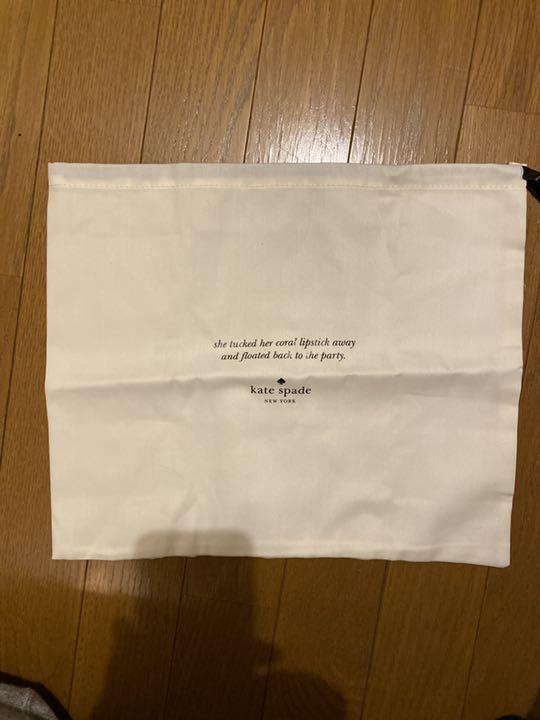 she tucked her coral lipstick away
and floated back to the party.
kate spade
NEW YORK